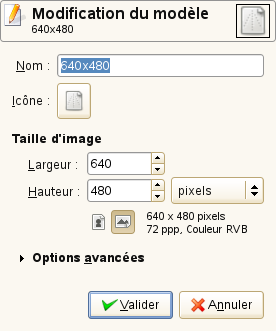 Modification du modèle
640x480
Nom : 640x480
Icône :
Taille d'image
Largeur : 640
Hauteur : 480 pixels
640 x 480 pixels
72 ppp, Couleur RVB
Options avancées
Valider Annuler